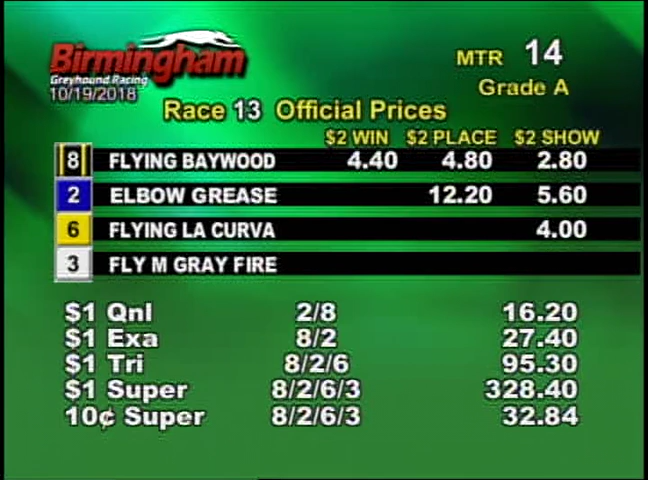 Birmingham
Greyhound Racing
10/19/2018
MTR 14
Grade A
Race 13 Official Prices
$2 WIN $2 PLACE $2 SHOW
8 FLYING BAYWOOD 4.40 4.80 2.80
2 ELBOW GREASE 12.20 5.60
6 FLYING LA CURVA 4.00
3 FLY M GRAY FIRE
$1 Qnl 2/8 16.20
$1 Exa 8/2 27.40
$1 Tri 8/2/6 95.30
$1 Super 8/2/6/3 328.40
10¢ Super 8/2/6/3 32.84